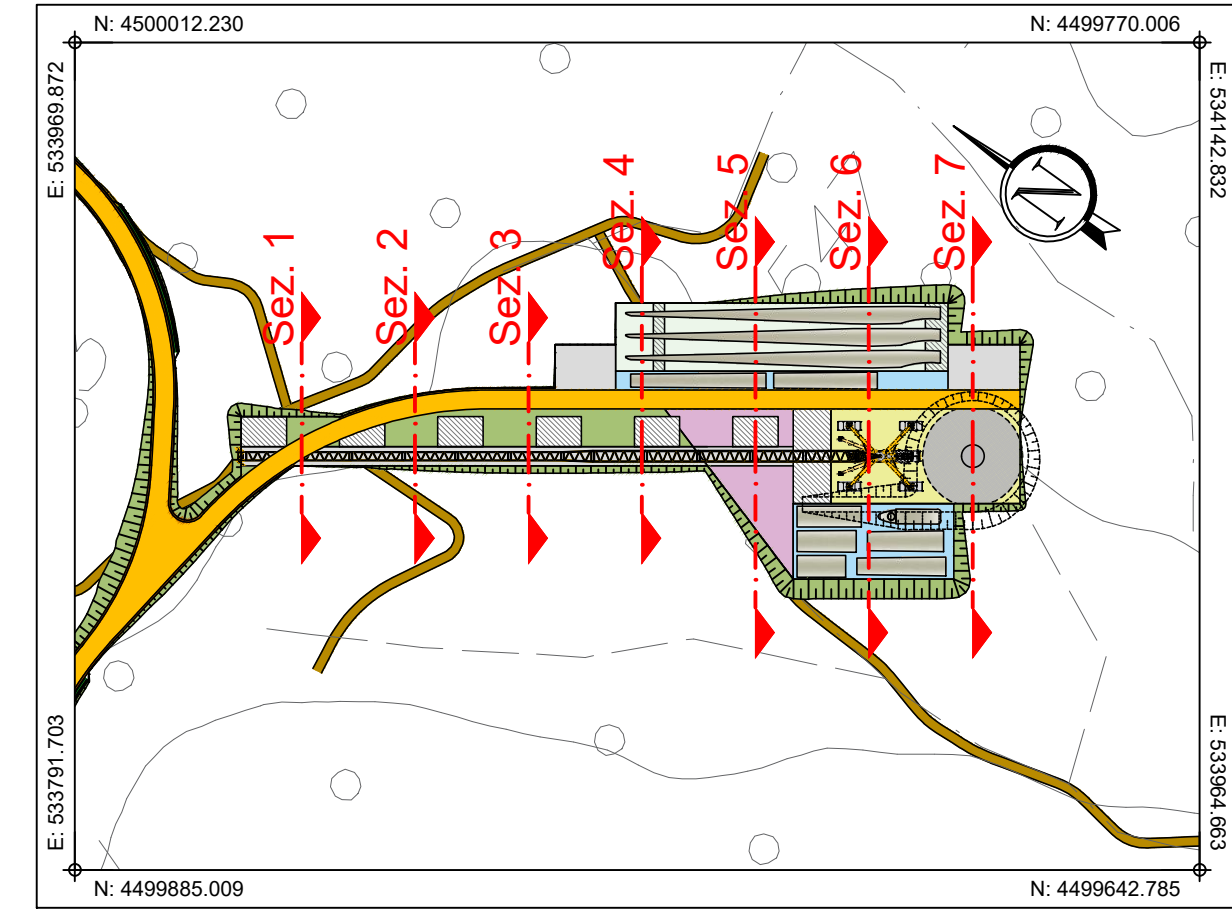 N: 4500012.230
N: 4499770.006
E: 533969.872
E: 534142.832
N
Sez. 1
Sez. 2
Sez. 3
Sez. 4
Sez. 5
Sez. 6
Sez. 7
E: 533791.703
E: 533964.663
N: 4499885.009
N: 4499642.785